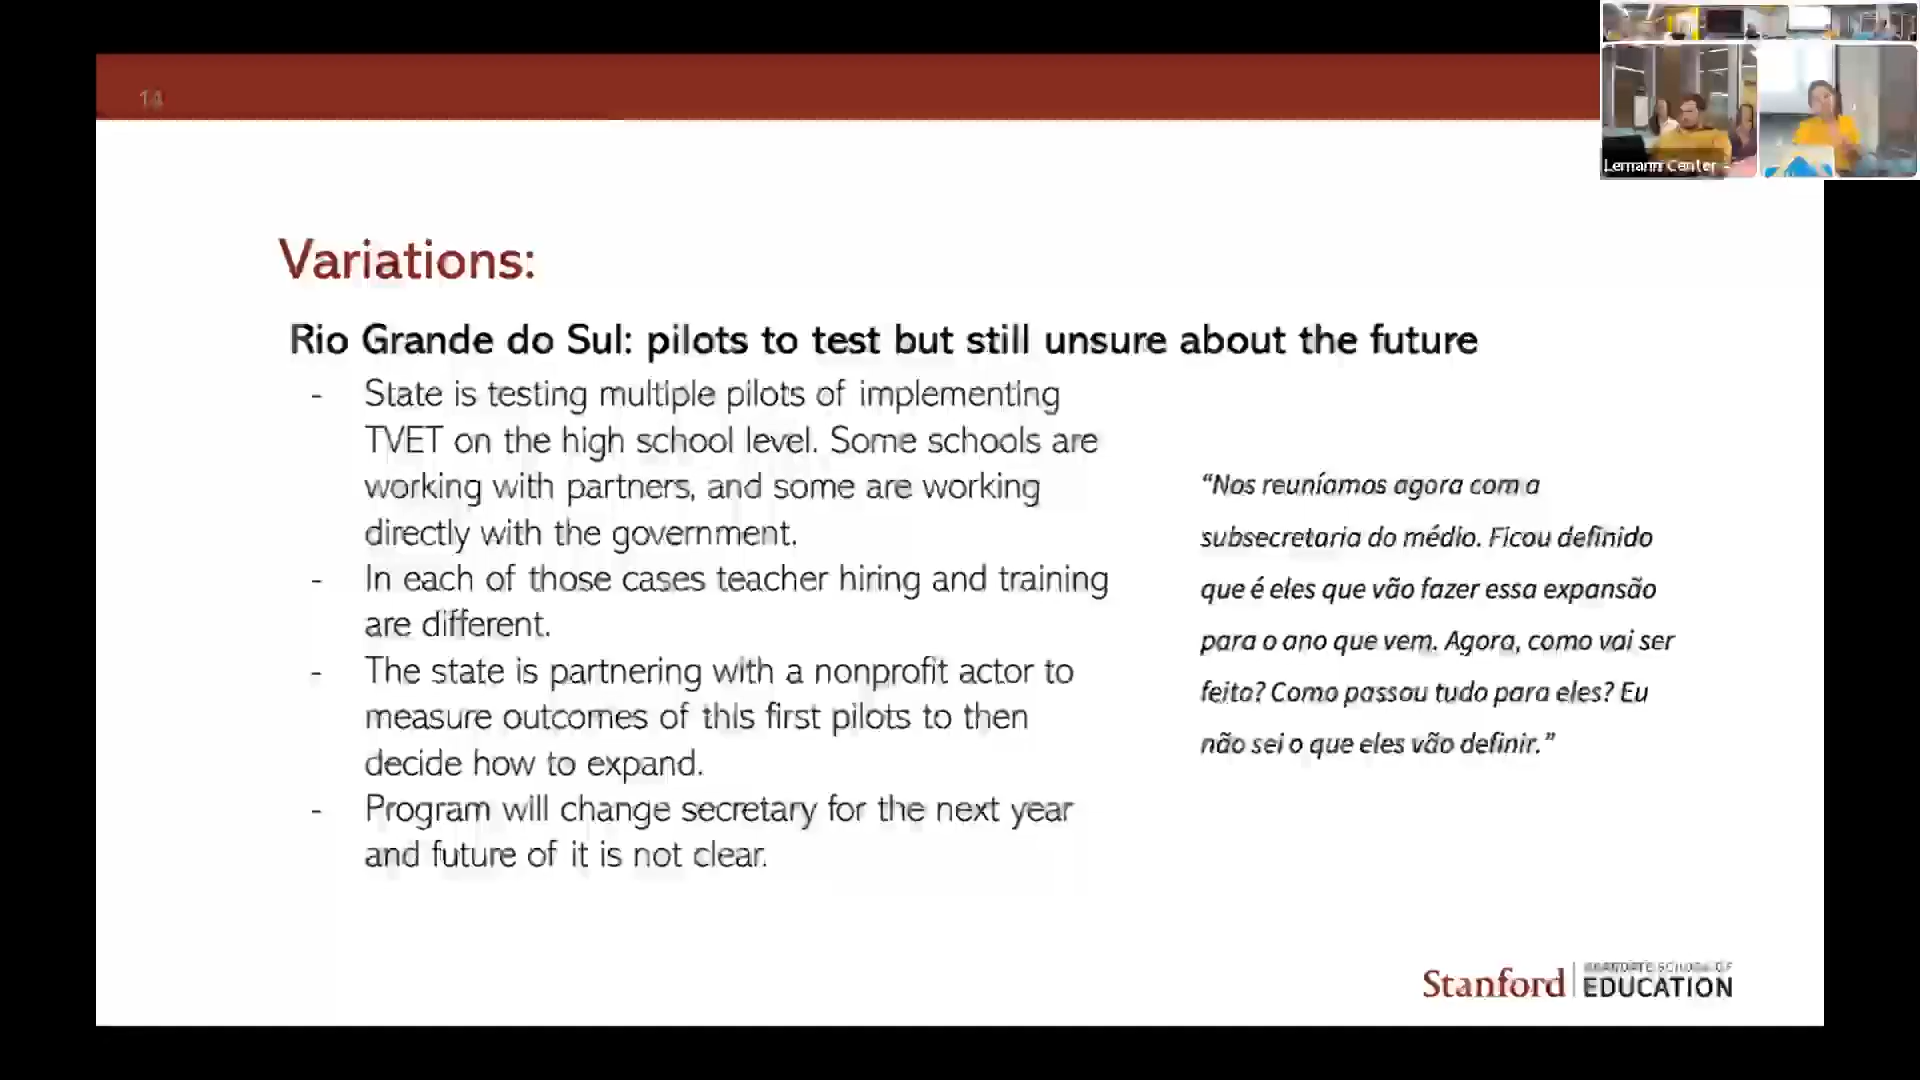 14
Lemann Center -
Variations:
Rio Grande do Sul: pilots to test but still unsure about the future
- State is testing multiple pilots of implementing
TVET on the high school level. Some schools are
working with partners, and some are working
directly with the government.
- In each of those cases teacher hiring and training
are different.
- The state is partnering with a nonprofit actor to
measure outcomes of this first pilots to then
decide how to expand.
- Program will change secretary for the next year
and future of it is not clear.
“Nos reuníamos agora com a
subsecretaria do médio. Ficou definido
que é eles que vão fazer essa expansão
para o ano que vem. Agora, como vai ser
feito? Como passou tudo para eles? Eu
não sei o que eles vão definir.”
Stanford
GRADUATE SCHOOL OF
EDUCATION